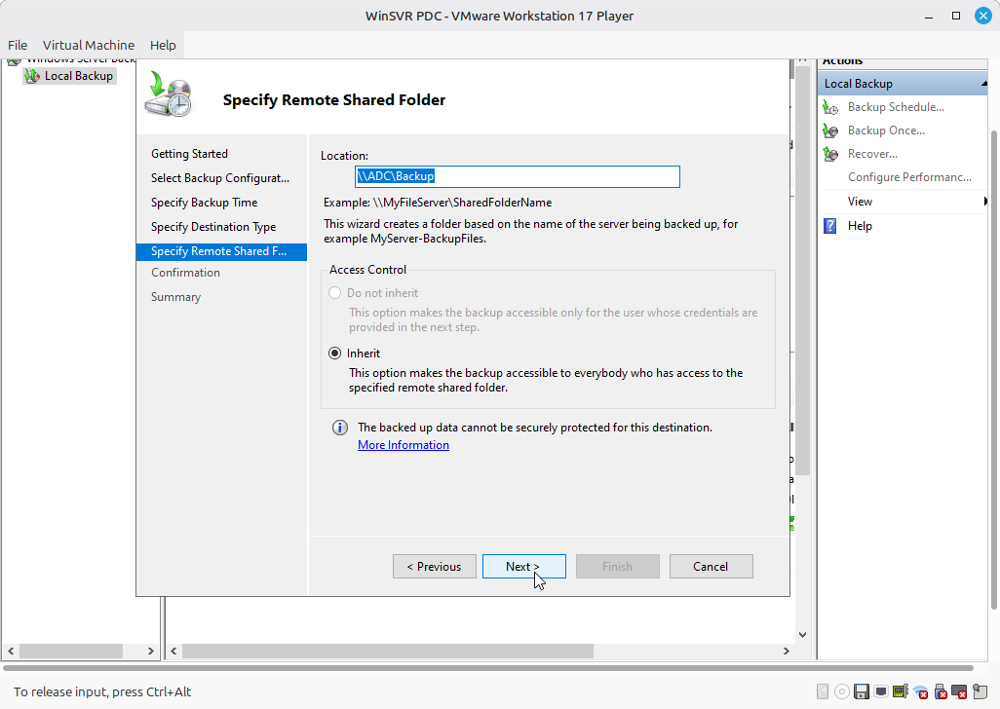 WinSVR PDC - VMware Workstation 17 Player
File Virtual Machine Help
Windows Server Back
Local Backup
Specify Remote Shared Folder
Getting Started
Select Backup Configurat...
Specify Backup Time
Specify Destination Type
Specify Remote Shared F...
Confirmation
Summary
Location:
\\ADC\Backup
Example: \\MyFileServer\SharedFolderName
This wizard creates a folder based on the name of the server being backed up, for
example MyServer-BackupFiles.
Access Control
Do not inherit
This option makes the backup accessible only for the user whose credentials are
provided in the next step.
Inherit
This option makes the backup accessible to everybody who has access to the
specified remote shared folder.
The backed up data cannot be securely protected for this destination.
More Information
< Previous
Next >
Finish
Cancel
Actions
Local Backup
Backup Schedule...
Backup Once...
Recover...
Configure Performanc...
View
Help
To release input, press Ctrl+Alt